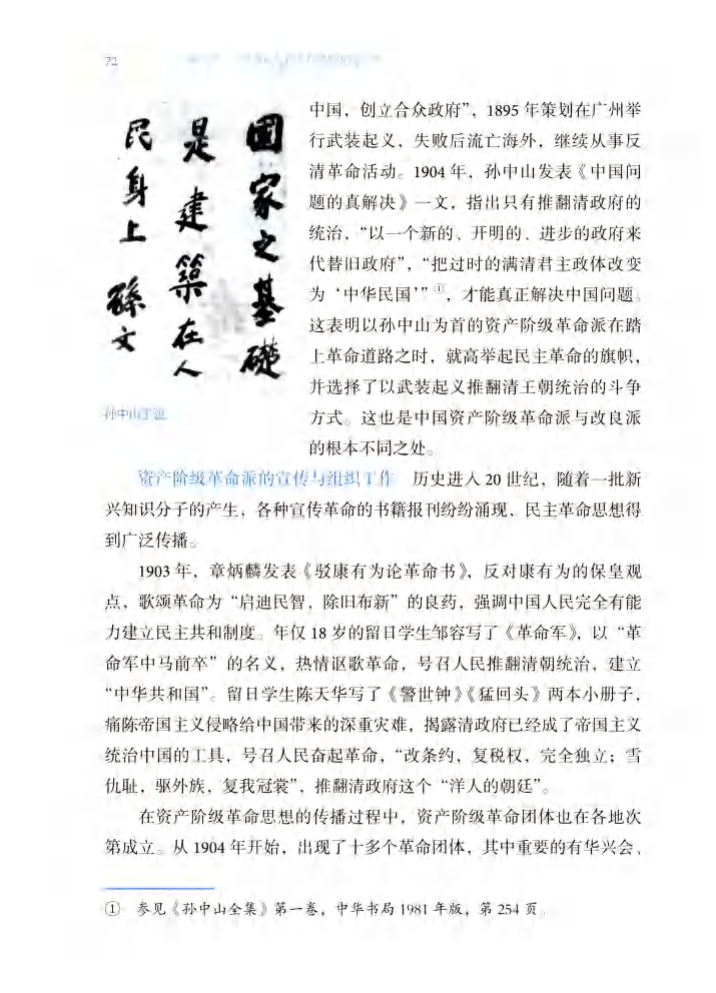 72
國家之基礎
是建築在人
民身上 孫文
孙中山手迹
中国，创立合众政府”，1895 年策划在广州举
行武装起义，失败后流亡海外，继续从事反
清革命活动。1904 年，孙中山发表《中国问
题的真解决》一文，指出只有推翻清政府的
统治，“以一个新的、开明的、进步的政府来
代替旧政府”，“把过时的满清君主政体改变
为‘中华民国’”①，才能真正解决中国问题。
这表明以孙中山为首的资产阶级革命派在踏
上革命道路之时，就高举起民主革命的旗帜，
并选择了以武装起义推翻清王朝统治的斗争
方式。这也是中国资产阶级革命派与改良派
的根本不同之处。
资产阶级革命派的宣传与组织工作 历史进入 20 世纪，随着一批新
兴知识分子的产生，各种宣传革命的书籍报刊纷纷涌现，民主革命思想得
到广泛传播。
1903 年，章炳麟发表《驳康有为论革命书》，反对康有为的保皇观
点，歌颂革命为“启迪民智，除旧布新”的良药，强调中国人民完全有能
力建立民主共和制度。年仅 18 岁的留日学生邹容写了《革命军》，以“革
命军中马前卒”的名义，热情讴歌革命，号召人民推翻清朝统治，建立
“中华共和国”。留日学生陈天华写了《警世钟》《猛回头》两本小册子，
痛陈帝国主义侵略给中国带来的深重灾难，揭露清政府已经成了帝国主义
统治中国的工具，号召人民奋起革命，“改条约，复税权，完全独立；雪
仇耻，驱外族，复我冠裳”，推翻清政府这个“洋人的朝廷”。
在资产阶级革命思想的传播过程中，资产阶级革命团体也在各地次
第成立。从 1904 年开始，出现了十多个革命团体，其中重要的有华兴会、
① 参见《孙中山全集》第一卷，中华书局 1981 年版，第 254 页。